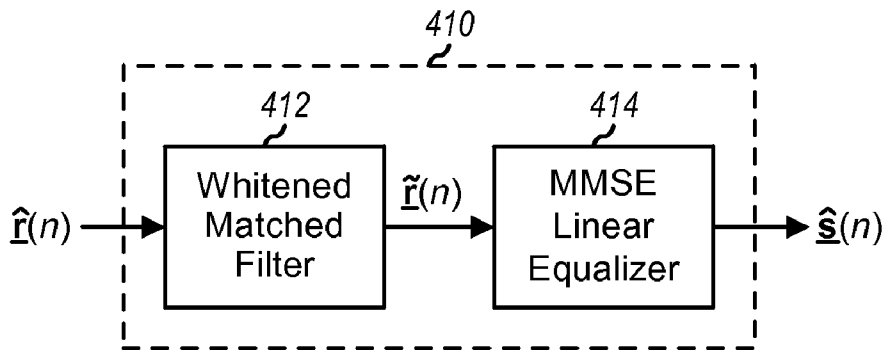 410
412
414
Whitened
Matched
Filter
MMSE
Linear
Equalizer
r̲̂(n)
r̲̃(n)
ŝ̲(n)